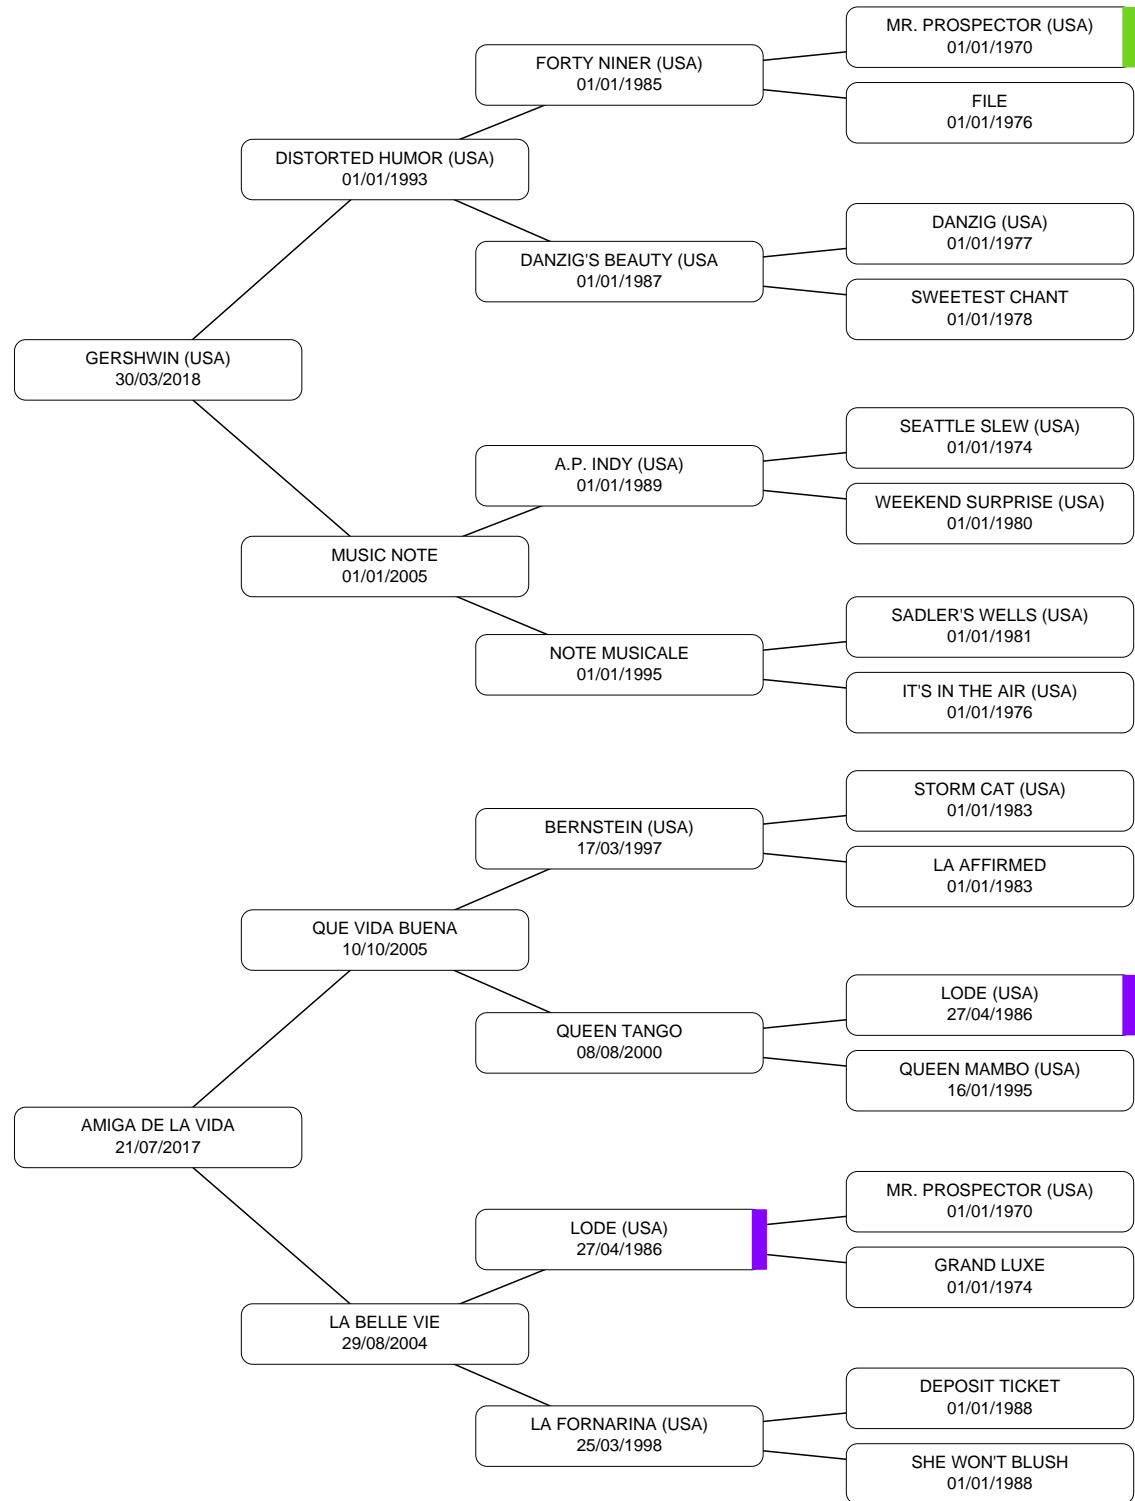 MR. PROSPECTOR (USA)
01/01/1970
FORTY NINER (USA)
01/01/1985
FILE
01/01/1976
DISTORTED HUMOR (USA)
01/01/1993
DANZIG (USA)
01/01/1977
DANZIG'S BEAUTY (USA
01/01/1987
SWEETEST CHANT
01/01/1978
GERSHWIN (USA)
30/03/2018
SEATTLE SLEW (USA)
01/01/1974
A.P. INDY (USA)
01/01/1989
WEEKEND SURPRISE (USA)
01/01/1980
MUSIC NOTE
01/01/2005
SADLER'S WELLS (USA)
01/01/1981
NOTE MUSICALE
01/01/1995
IT'S IN THE AIR (USA)
01/01/1976
STORM CAT (USA)
01/01/1983
BERNSTEIN (USA)
17/03/1997
LA AFFIRMED
01/01/1983
QUE VIDA BUENA
10/10/2005
LODE (USA)
27/04/1986
QUEEN TANGO
08/08/2000
QUEEN MAMBO (USA)
16/01/1995
AMIGA DE LA VIDA
21/07/2017
MR. PROSPECTOR (USA)
01/01/1970
LODE (USA)
27/04/1986
GRAND LUXE
01/01/1974
LA BELLE VIE
29/08/2004
DEPOSIT TICKET
01/01/1988
LA FORNARINA (USA)
25/03/1998
SHE WON'T BLUSH
01/01/1988